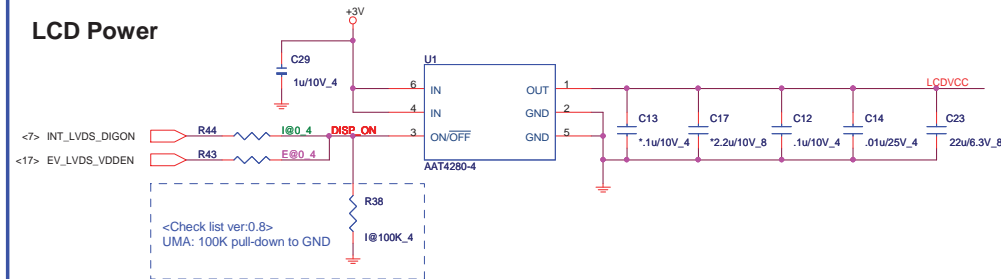 LCD Power
+3V
C29
1u/10V_4
U1
6 IN
4 IN
3 ON/OFF
OUT 1
GND 2
GND 5
AAT4280-4
LCDVCC
C13
*.1u/10V_4
C17
*2.2u/10V_8
C12
.1u/10V_4
C14
.01u/25V_4
C23
22u/6.3V_8
<7> INT_LVDS_DIGON
R44
I@0_4
DISP_ON
<17> EV_LVDS_VDDEN
R43
E@0_4
R38
I@100K_4
<Check list ver:0.8>
UMA: 100K pull-down to GND